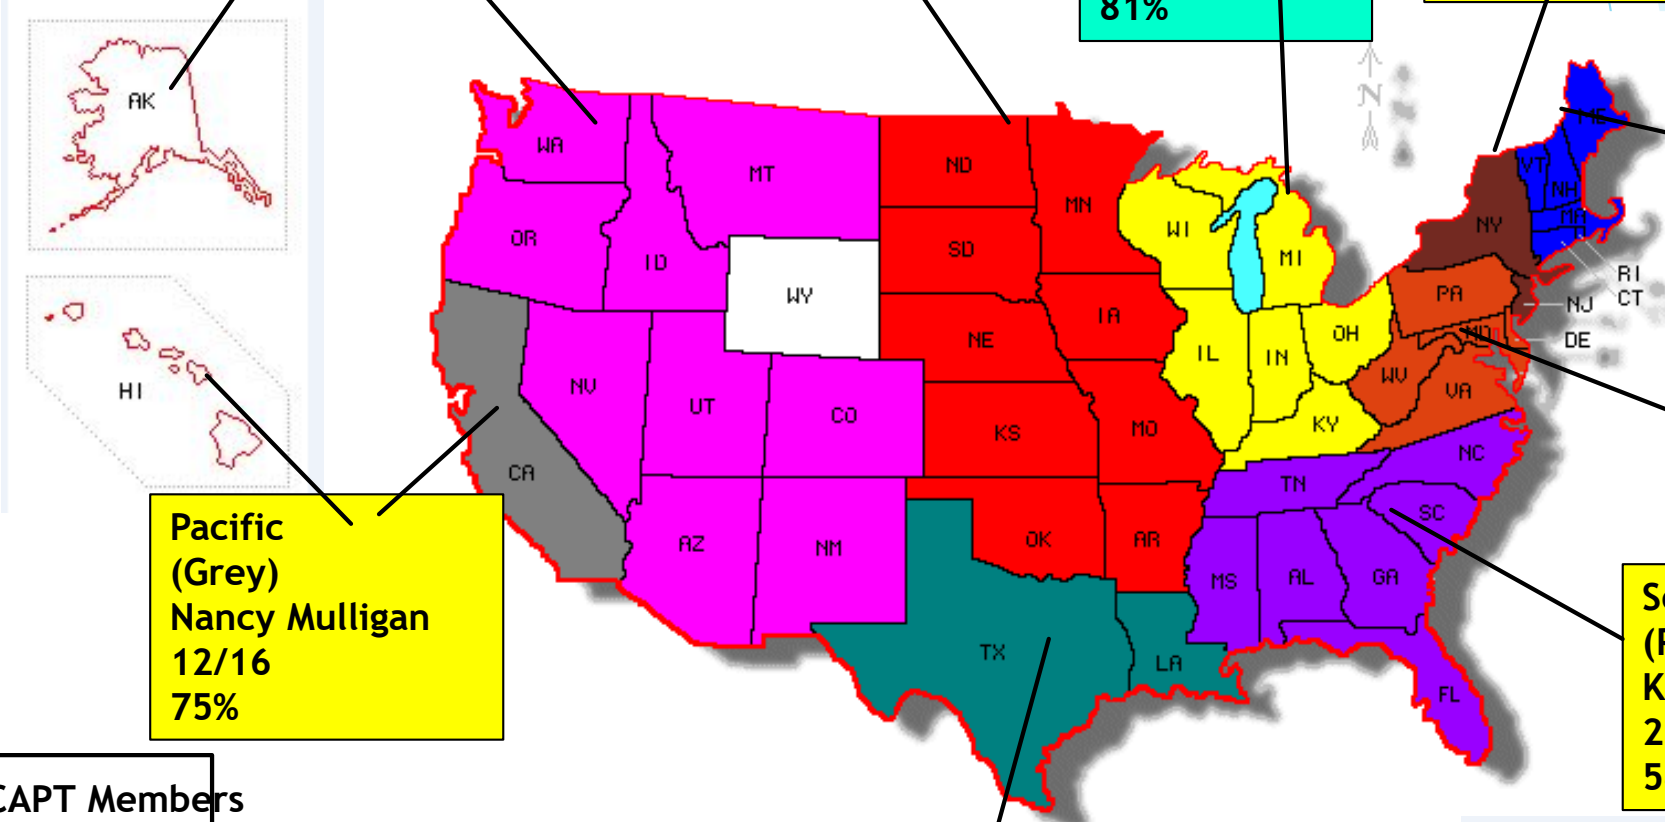 81%
AK
N
ME
WA
MT
ND
MN
VT
NH
MA
OR
ID
SD
WI
MI
NY
RI
CT
WY
PA
NJ
IA
NE
OH
MD
DE
IL
IN
HI
NV
UT
CO
WV
VA
KS
MO
KY
NC
CA
TN
SC
AZ
NM
OK
AR
MS
AL
GA
TX
LA
FL
Pacific
(Grey)
Nancy Mulligan
12/16
75%
K
2
5
CAPT Members